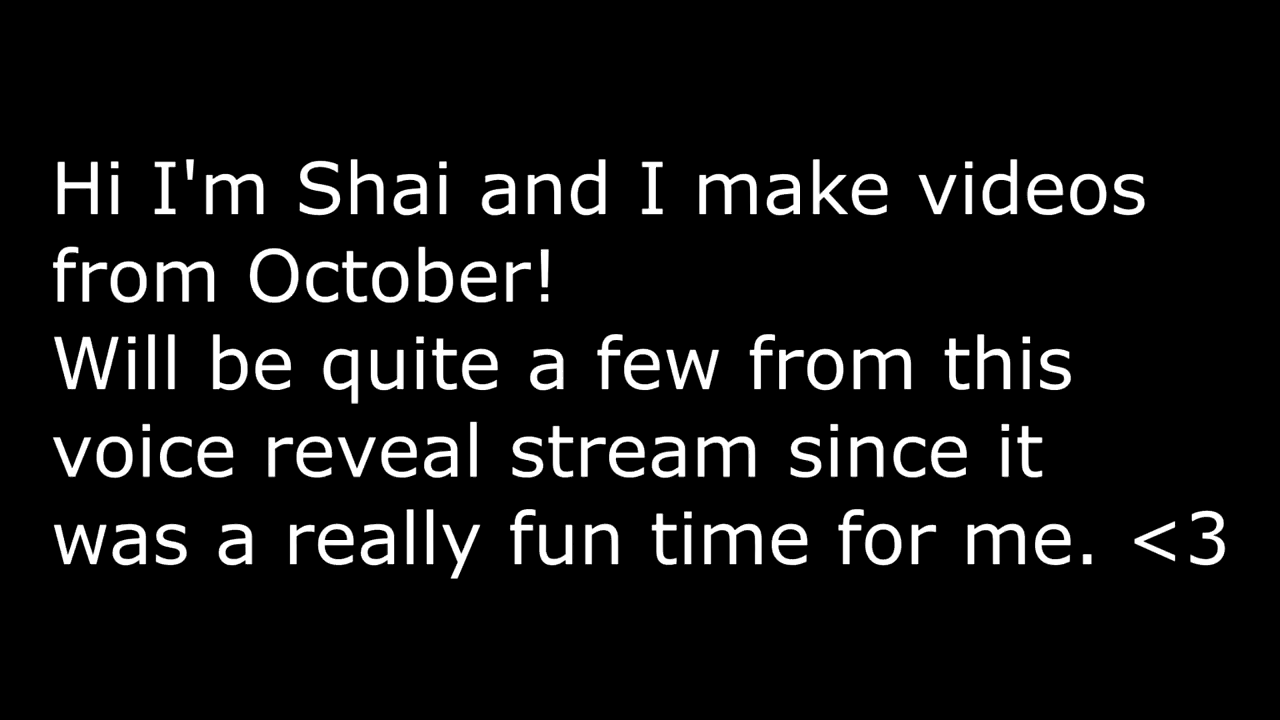 Hi I'm Shai and I make videos
from October!
Will be quite a few from this
voice reveal stream since it
was a really fun time for me. <3